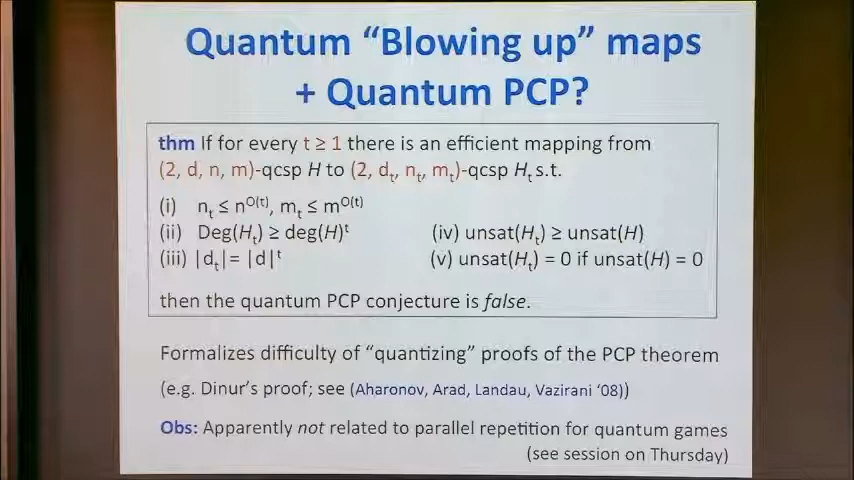 Quantum “Blowing up” maps
+ Quantum PCP?
thm If for every t ≥ 1 there is an efficient mapping from
(2, d, n, m)-qcsp H to (2, dₜ, nₜ, mₜ)-qcsp Hₜ s.t.
(i) nₜ ≤ n^O(t), mₜ ≤ m^O(t)
(ii) Deg(Hₜ) ≥ deg(H)^t (iv) unsat(Hₜ) ≥ unsat(H)
(iii) |dₜ| = |d|^t (v) unsat(Hₜ) = 0 if unsat(H) = 0
then the quantum PCP conjecture is false.
Formalizes difficulty of “quantizing” proofs of the PCP theorem
(e.g. Dinur’s proof; see (Aharonov, Arad, Landau, Vazirani ‘08))
Obs: Apparently not related to parallel repetition for quantum games
(see session on Thursday)